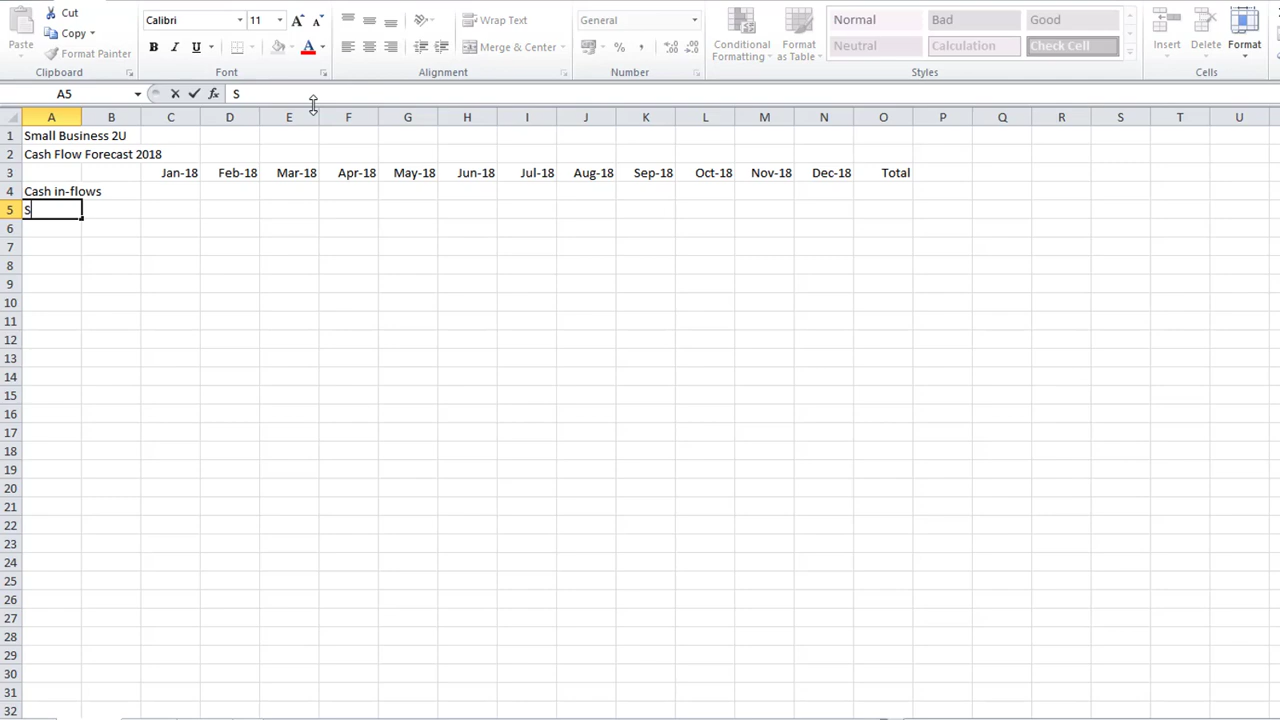 Cut Calibri 11 Wrap Text General Normal Bad Good
Paste Copy Conditional Format Insert Delete Format
Format Painter B I U A Merge & Center % , Formatting as Table Neutral Calculation Check Cell
Clipboard Font Alignment Number Styles Cells
A5 fx S
A B C D E F G H I J K L M N O P Q R S T U
1 Small Business 2U
2 Cash Flow Forecast 2018
3 Jan-18 Feb-18 Mar-18 Apr-18 May-18 Jun-18 Jul-18 Aug-18 Sep-18 Oct-18 Nov-18 Dec-18 Total
4 Cash in-flows
5 S
6
7
8
9
10
11
12
13
14
15
16
17
18
19
20
21
22
23
24
25
26
27
28
29
30
31
32